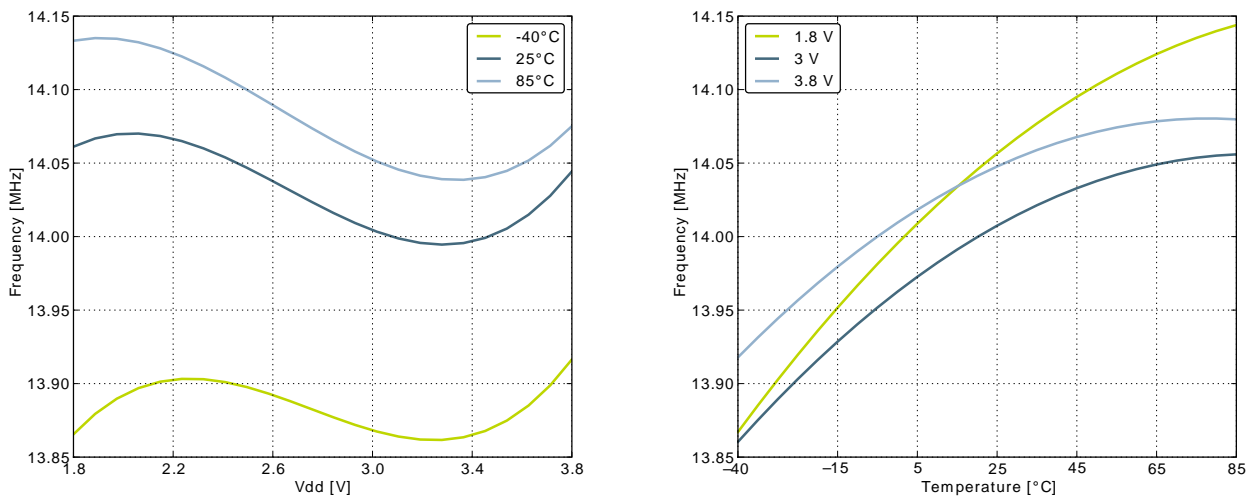 14.15
14.10
14.05
14.00
13.95
13.90
13.85
Frequency [MHz]
1.8
2.2
2.6
3.0
3.4
3.8
Vdd [V]
-40°C
25°C
85°C
14.15
14.10
14.05
14.00
13.95
13.90
13.85
Frequency [MHz]
–40
–15
5
25
45
65
85
Temperature [°C]
1.8 V
3 V
3.8 V